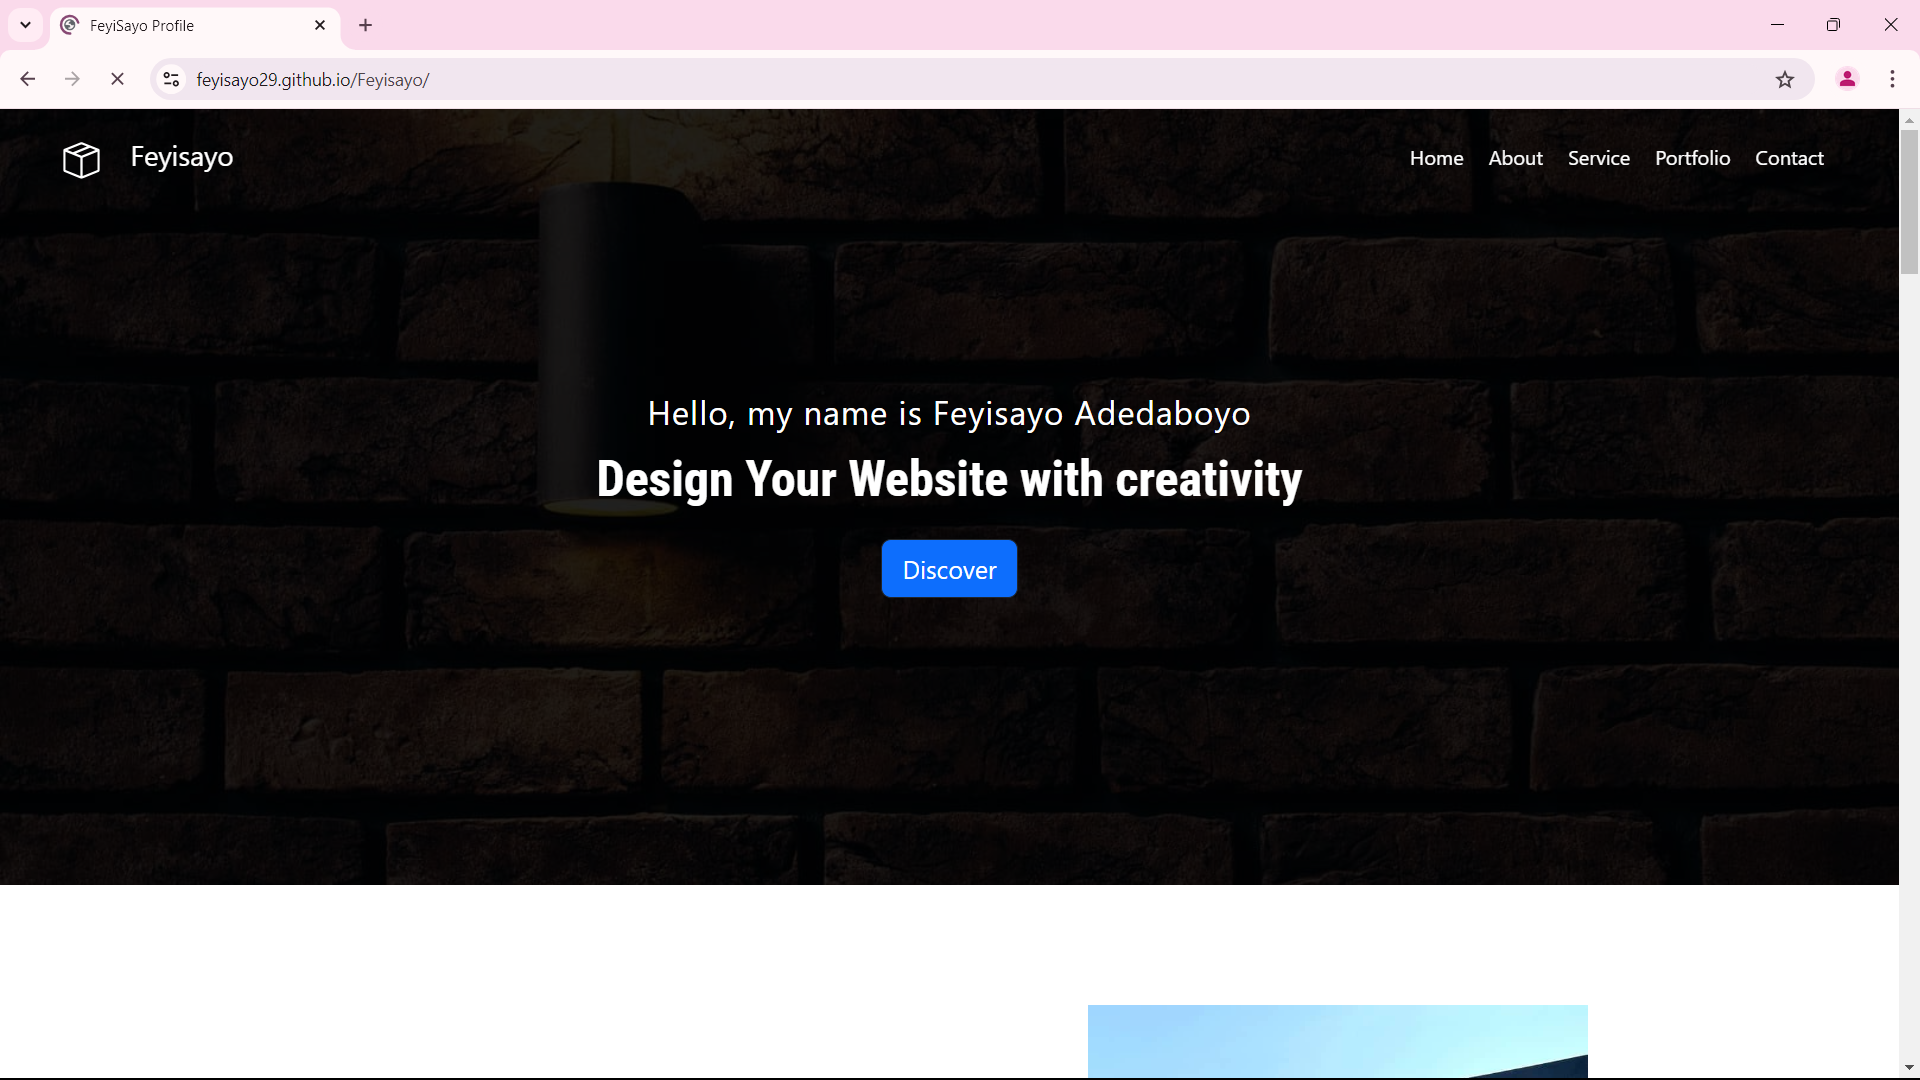 FeyiSayo Profile
feyisayo29.github.io/Feyisayo/
Feyisayo
Home About Service Portfolio Contact
Hello, my name is Feyisayo Adedaboyo
Design Your Website with creativity
Discover